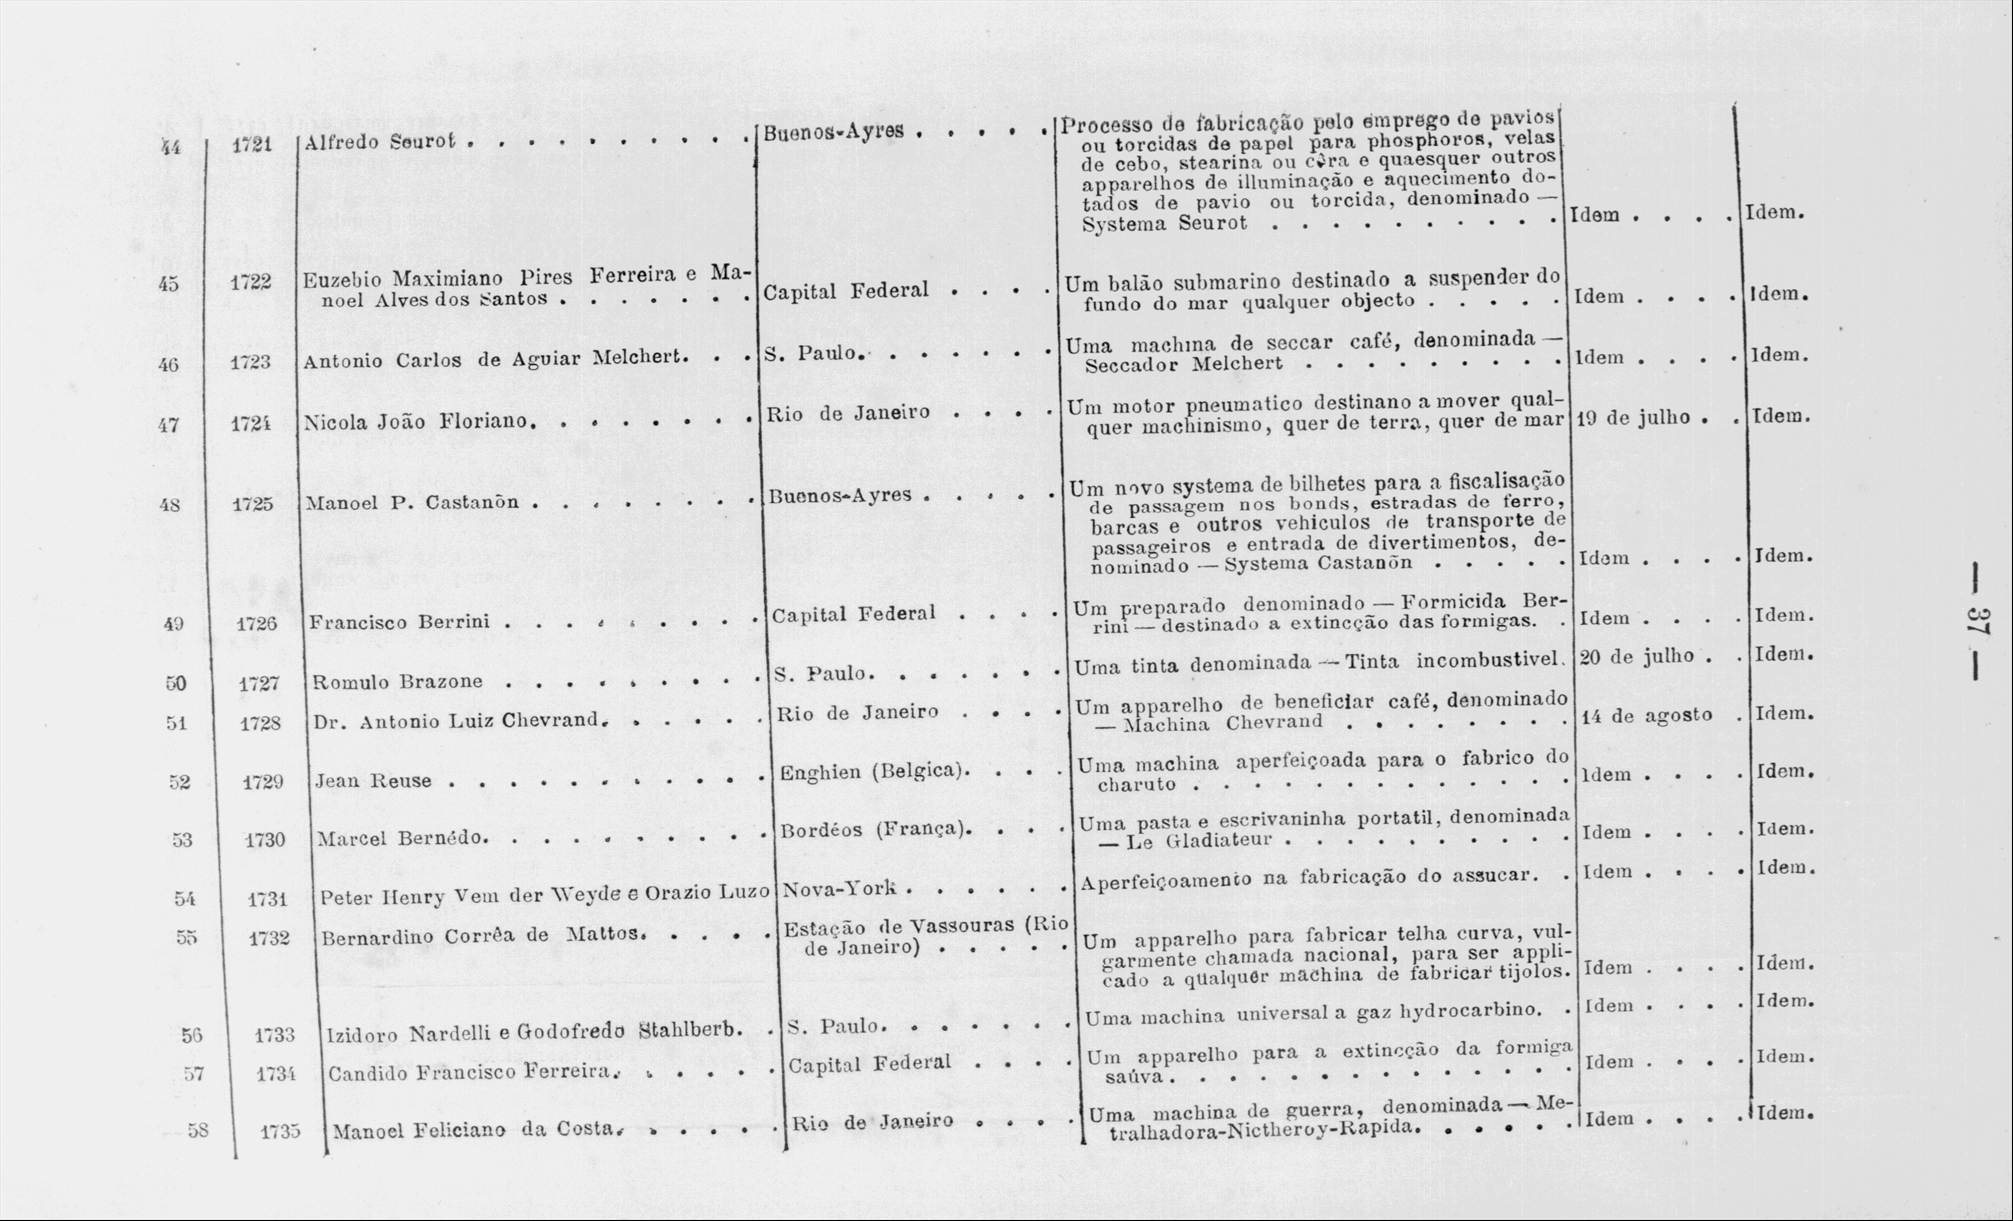 44 1721 Alfredo Seurot . . . . . . . . . . Buenos-Ayres . . . . . Processo de fabricação pelo emprego de pavios
ou torcidas de papel para phosphoros, velas
de cebo, stearina ou cêra e quaesquer outros
apparelhos de illuminação e aquecimento do-
tados de pavio ou torcida, denominado —
Systema Seurot . . . . . . . . . . Idem . . . . Idem.
45 1722 Euzebio Maximiano Pires Ferreira e Ma-
noel Alves dos Santos . . . . . . . Capital Federal . . . . Um balão submarino destinado a suspender do
fundo do mar qualquer objecto . . . . . Idem . . . . Idem.
46 1723 Antonio Carlos de Aguiar Melchert. . . S. Paulo. . . . . . . Uma machina de seccar café, denominada —
Seccador Melchert . . . . . . . . . Idem . . . . Idem.
47 1724 Nicola João Floriano. . . . . . . . Rio de Janeiro . . . . Um motor pneumatico destinano a mover qual-
quer machinismo, quer de terra, quer de mar 19 de julho . . Idem.
48 1725 Manoel P. Castanõn . . . . . . . . Buenos-Ayres . . . . . Um novo systema de bilhetes para a fiscalisação
de passagem nos bonds, estradas de ferro,
barcas e outros vehiculos de transporte de
passageiros e entrada de divertimentos, de-
nominado — Systema Castanõn . . . . . Idem . . . . Idem.
49 1726 Francisco Berrini . . . . . . . . . Capital Federal . . . . Um preparado denominado — Formicida Ber-
rini — destinado a extincção das formigas. . Idem . . . . Idem.
50 1727 Romulo Brazone . . . . . . . . . S. Paulo. . . . . . . Uma tinta denominada — Tinta incombustivel. 20 de julho . . Idem.
51 1728 Dr. Antonio Luiz Chevrand. . . . . . Rio de Janeiro . . . . Um apparelho de beneficiar café, denominado
— Machina Chevrand . . . . . . . . 14 de agosto . Idem.
52 1729 Jean Reuse . . . . . . . . . . . Enghien (Belgica). . . . Uma machina aperfeiçoada para o fabrico do
charuto . . . . . . . . . . . . . Idem . . . . Idem.
53 1730 Marcel Bernédo. . . . . . . . . . Bordéos (França). . . . Uma pasta e escrivaninha portatil, denominada
— Le Gladiateur . . . . . . . . . . Idem . . . . Idem.
54 1731 Peter Henry Vem der Weyde e Orazio Luzo Nova-York . . . . . . Aperfeiçoamento na fabricação do assucar. . Idem . . . . Idem.
55 1732 Bernardino Corrêa de Mattos. . . . . Estação de Vassouras (Rio
de Janeiro) . . . . . Um apparelho para fabricar telha curva, vul-
garmente chamada nacional, para ser appli-
cado a qualquer machina de fabricar tijolos. Idem . . . . Idem.
56 1733 Izidoro Nardelli e Godofredo Stahlberb. . S. Paulo. . . . . . . Uma machina universal a gaz hydrocarbino. . Idem . . . . Idem.
57 1734 Candido Francisco Ferreira. . . . . . Capital Federal . . . . Um apparelho para a extincção da formiga
saúva. . . . . . . . . . . . . . Idem . . . . Idem.
58 1735 Manoel Feliciano da Costa. . . . . . Rio de Janeiro . . . . Uma machina de guerra, denominada — Me-
tralhadora-Nictheroy-Rapida. . . . . . Idem . . . . Idem.
— 37 —